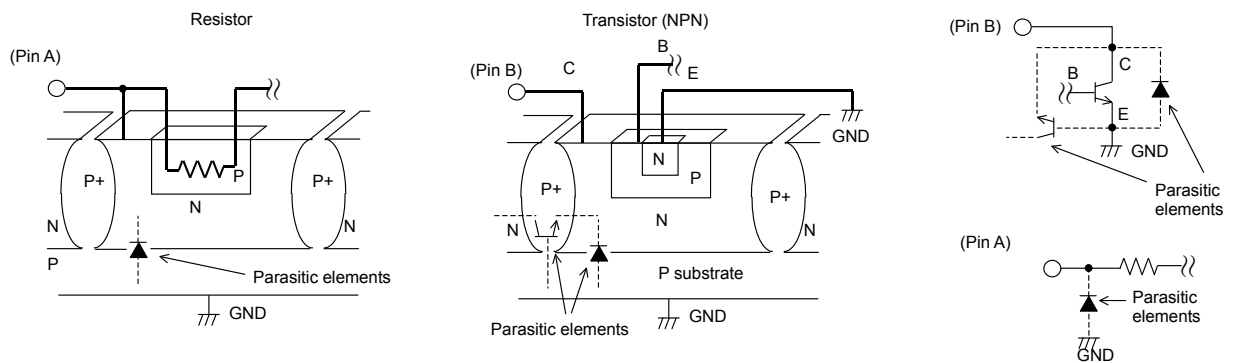 Resistor
(Pin A)
P+
P
P+
N
N
N
P
Parasitic elements
GND
Transistor (NPN)
B
(Pin B)
C
E
GND
N
P+
P
P+
N
N
N
P substrate
GND
Parasitic elements
(Pin B)
C
B
E
GND
Parasitic
elements
(Pin A)
Parasitic
elements
GND